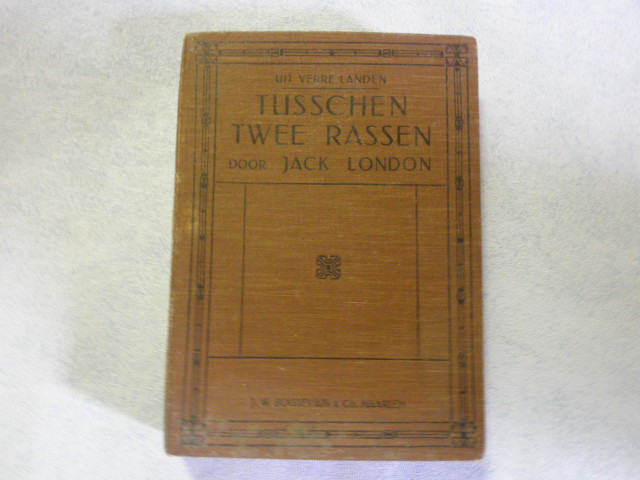 UIT VERRE LANDEN
TUSSCHEN
TWEE RASSEN
DOOR JACK LONDON
J. W. BOISSEVAIN & Co. HAARLEM